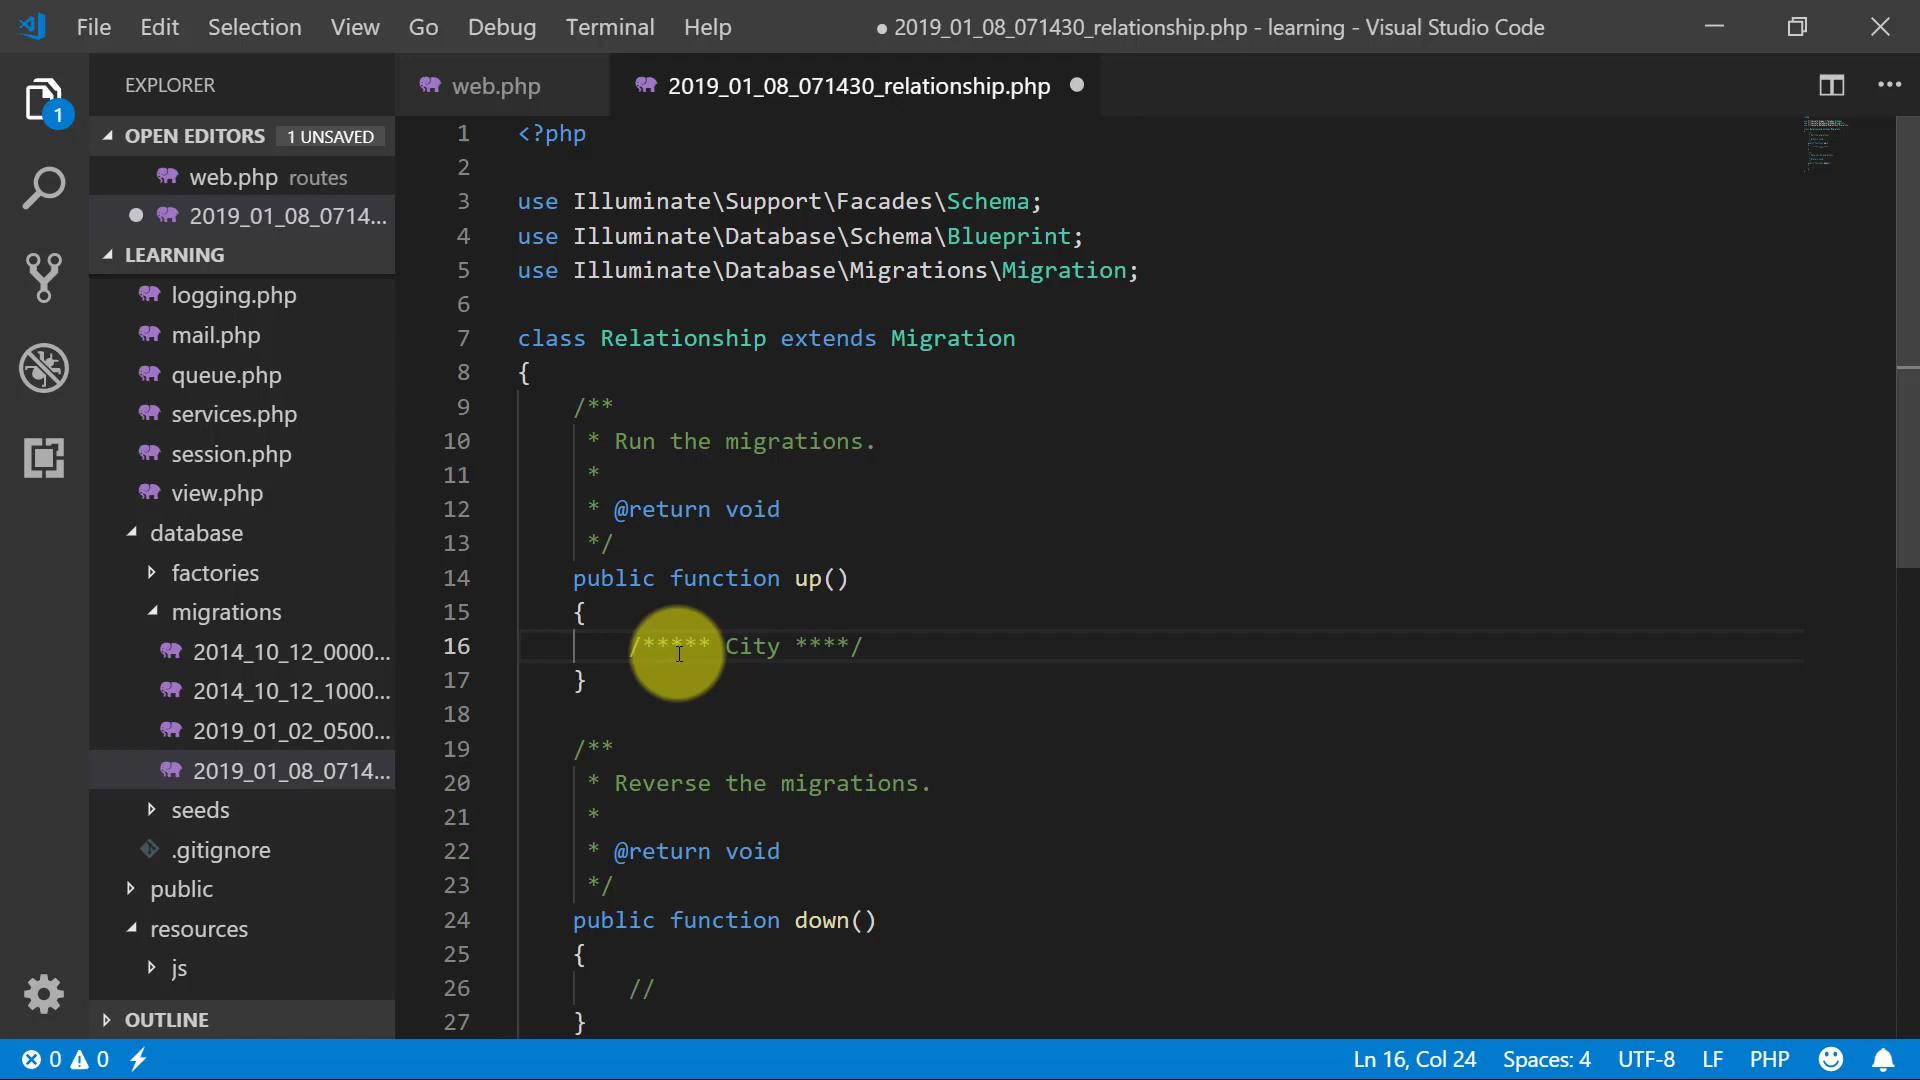 File Edit Selection View Go Debug Terminal Help
● 2019_01_08_071430_relationship.php - learning - Visual Studio Code
EXPLORER
web.php
2019_01_08_071430_relationship.php
1
OPEN EDITORS 1 UNSAVED
web.php routes
2019_01_08_0714...
LEARNING
logging.php
mail.php
queue.php
services.php
session.php
view.php
database
factories
migrations
2014_10_12_0000...
2014_10_12_1000...
2019_01_02_0500...
2019_01_08_0714...
seeds
.gitignore
public
resources
js
OUTLINE
1 <?php
2
3 use Illuminate\Support\Facades\Schema;
4 use Illuminate\Database\Schema\Blueprint;
5 use Illuminate\Database\Migrations\Migration;
6
7 class Relationship extends Migration
8 {
9 /**
10 * Run the migrations.
11 *
12 * @return void
13 */
14 public function up()
15 {
16 /***** City ****/
17 }
18
19 /**
20 * Reverse the migrations.
21 *
22 * @return void
23 */
24 public function down()
25 {
26 //
27 }
0 0
Ln 16, Col 24 Spaces: 4 UTF-8 LF PHP